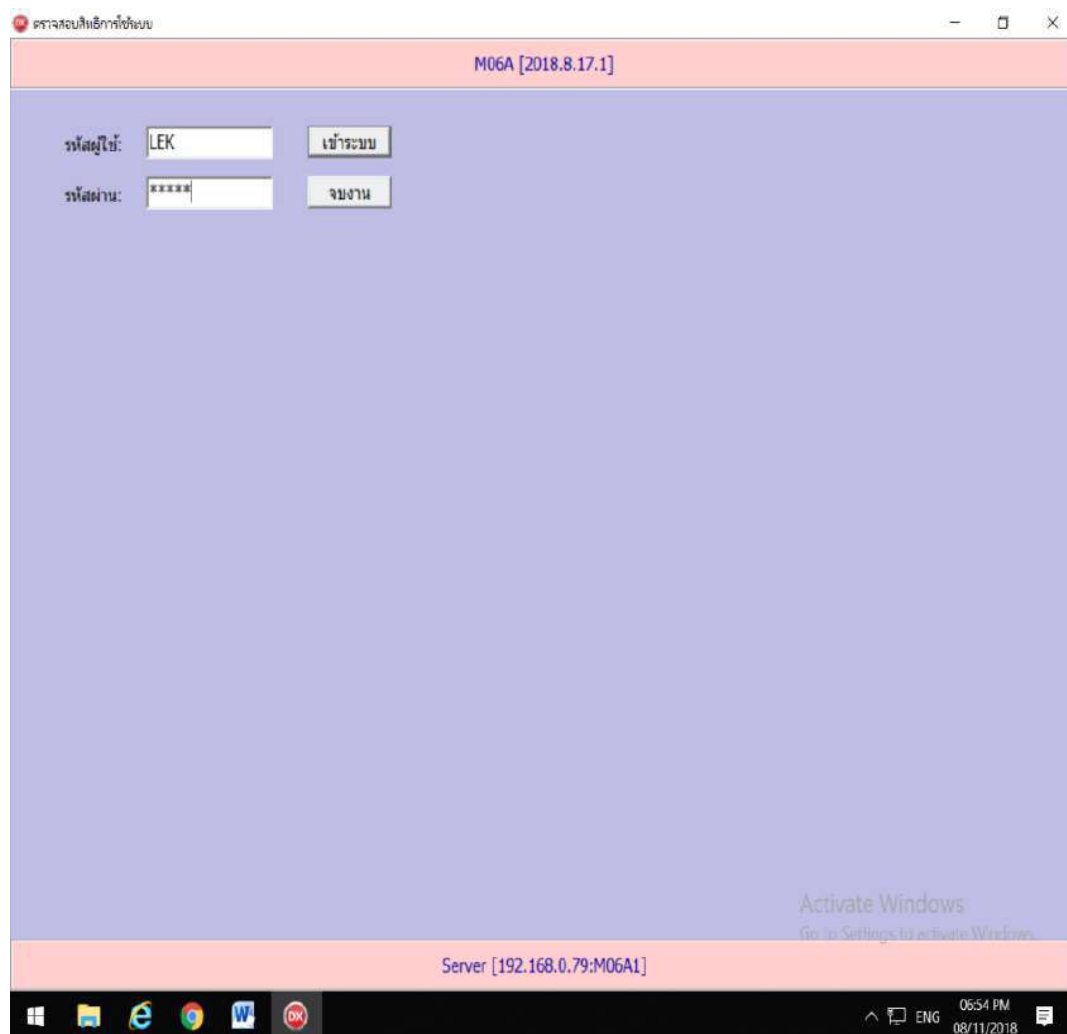 ตรวจสอบสิทธิการใช้ระบบ
M06A [2018.8.17.1]
รหัสผู้ใช้: LEK เข้าระบบ
รหัสผ่าน: ***** จบงาน
Activate Windows
Go to Settings to activate Windows.
Server [192.168.0.79:M06A1]
ENG 06:54 PM
08/11/2018